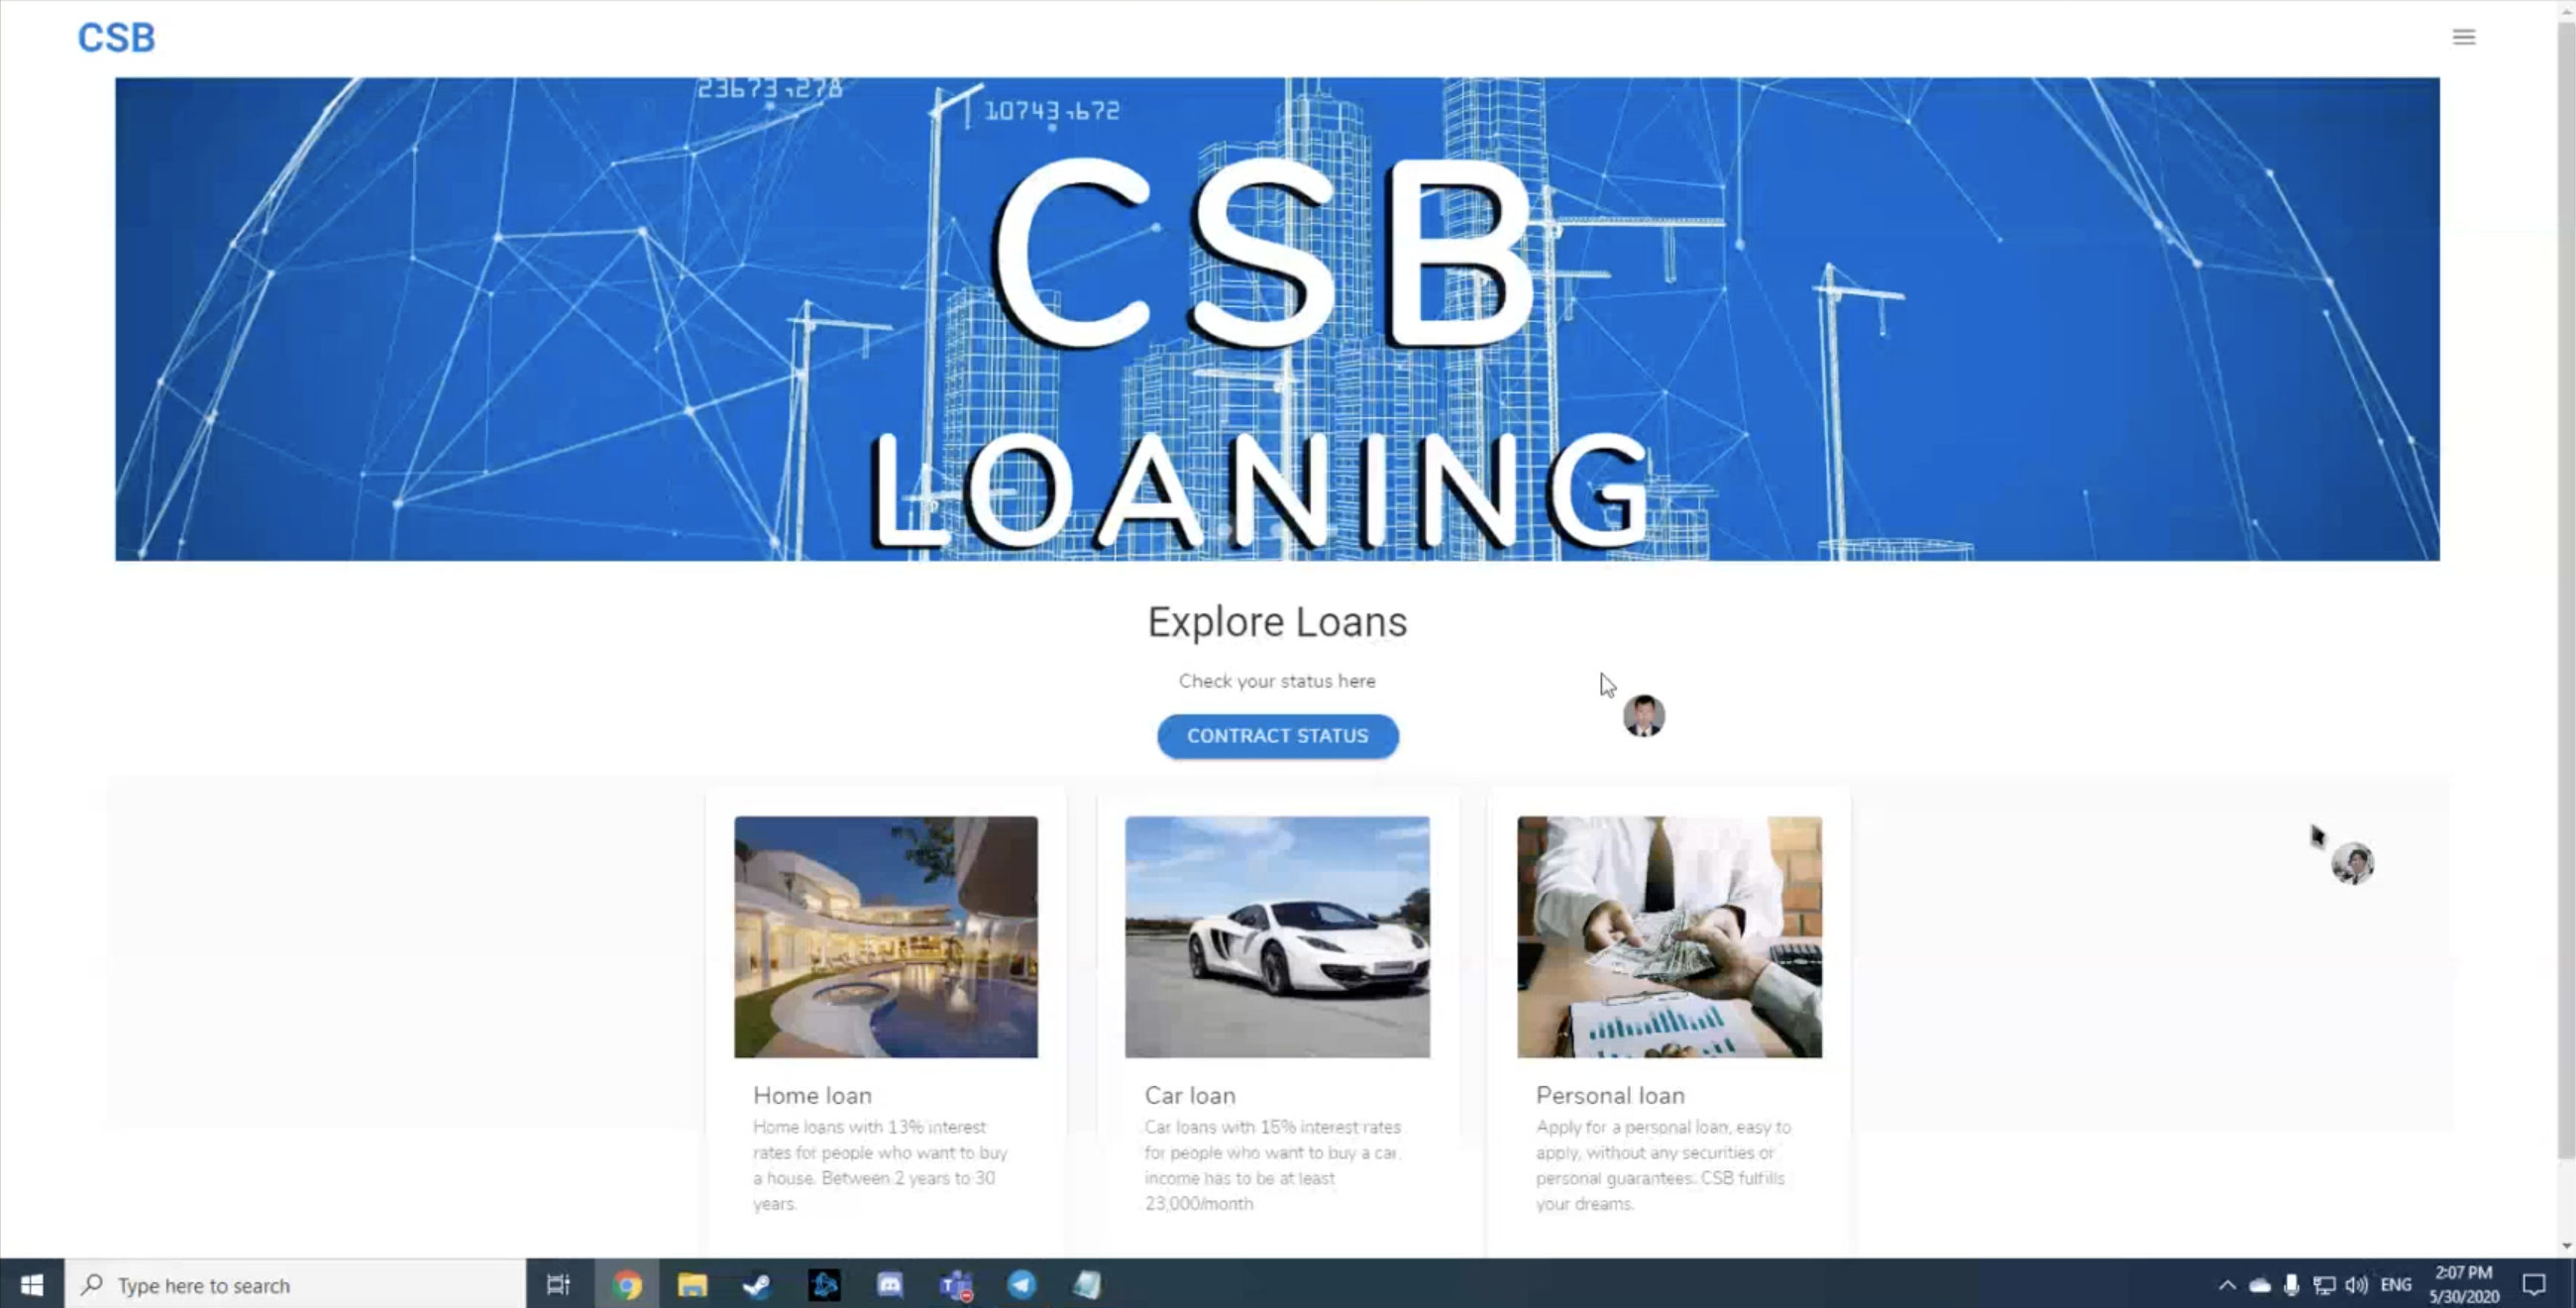 CSB
23673.278
10743.672
CSB
LOANING
Explore Loans
Check your status here
CONTRACT STATUS
Home loan
Home loans with 13% interest
rates for people who want to buy
a house. Between 2 years to 30
years.
Car loan
Car loans with 15% interest rates
for people who want to buy a car,
income has to be at least
23,000/month
Personal loan
Apply for a personal loan, easy to
apply, without any securities or
personal guarantees. CSB fulfills
your dreams.
Type here to search
ENG
2:07 PM
5/30/2020